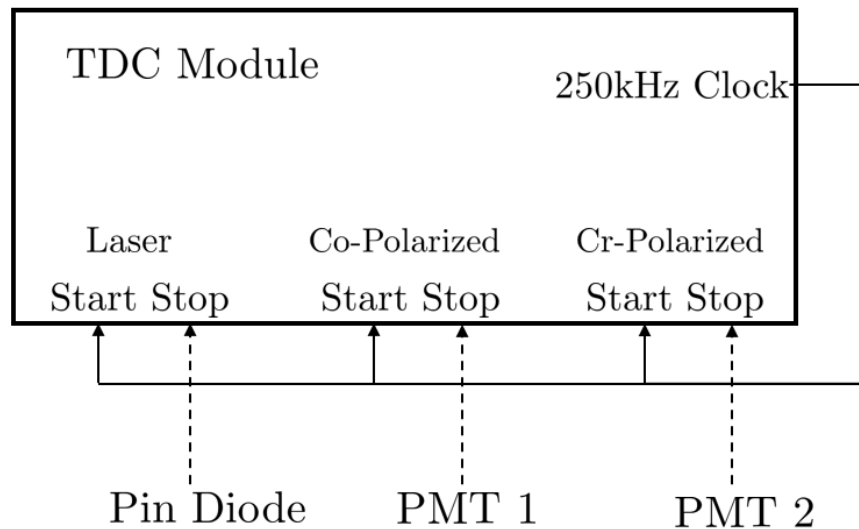 TDC Module
250kHz Clock
Laser
Co-Polarized
Cr-Polarized
Start Stop
Start Stop
Start Stop
Pin Diode
PMT 1
PMT 2